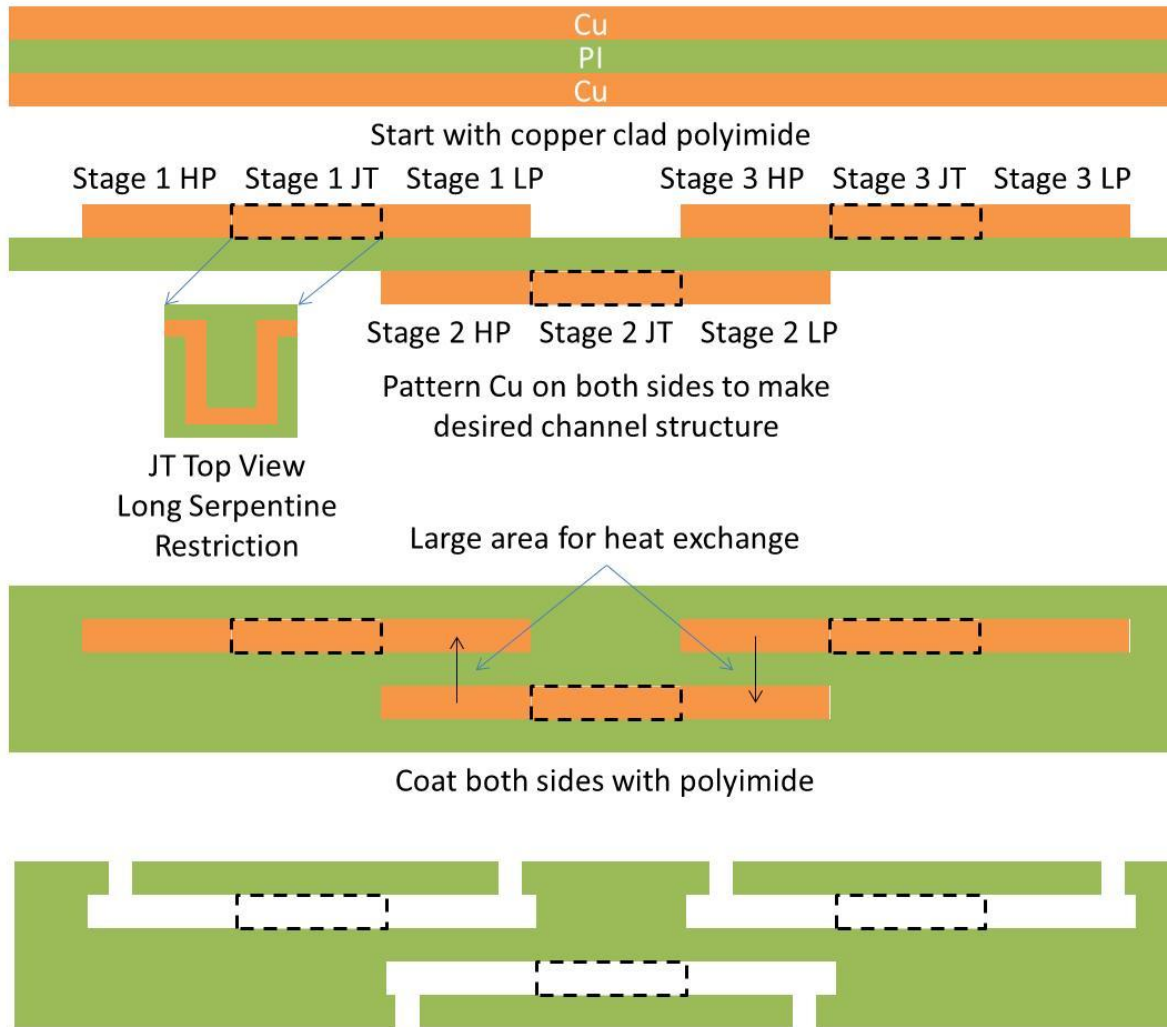 Cu
PI
Cu
Start with copper clad polyimide
Stage 1 HP Stage 1 JT Stage 1 LP Stage 3 HP Stage 3 JT Stage 3 LP
Stage 2 HP Stage 2 JT Stage 2 LP
Pattern Cu on both sides to make
desired channel structure
JT Top View
Long Serpentine
Restriction
Large area for heat exchange
Coat both sides with polyimide